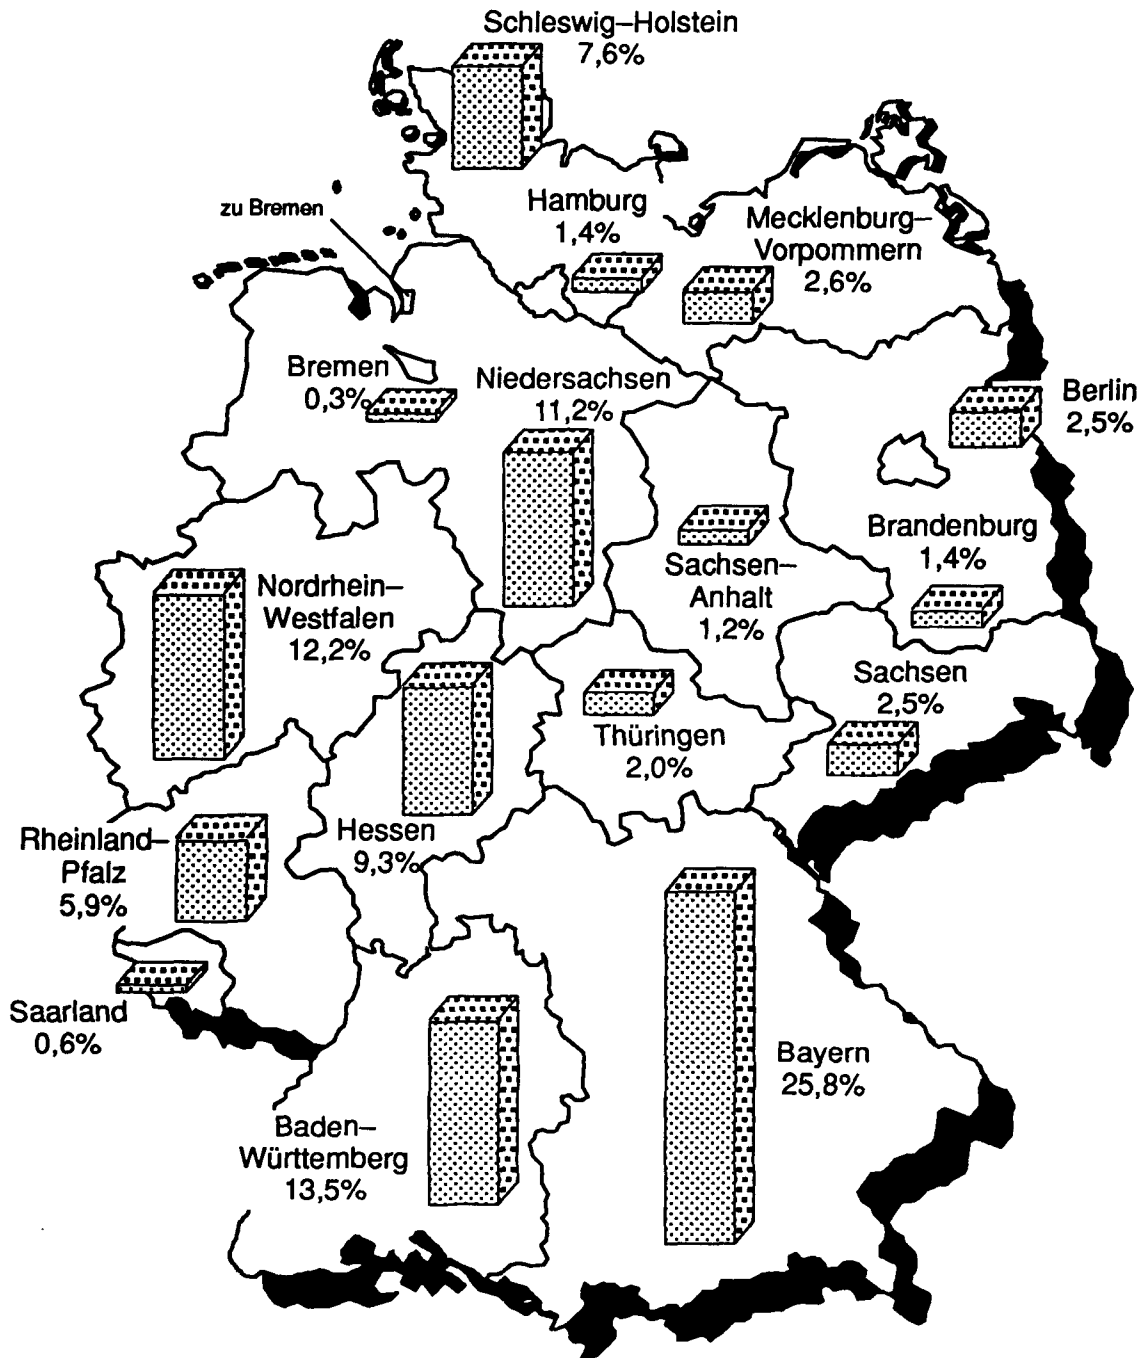 Schleswig–Holstein
7,6%
zu Bremen
Hamburg
1,4%
Mecklenburg–
Vorpommern
2,6%
Bremen
0,3%
Niedersachsen
11,2%
Berlin
2,5%
Brandenburg
1,4%
Sachsen–
Anhalt
1,2%
Nordrhein–
Westfalen
12,2%
Sachsen
2,5%
Thüringen
2,0%
Hessen
9,3%
Rheinland–
Pfalz
5,9%
Saarland
0,6%
Bayern
25,8%
Baden–
Württemberg
13,5%